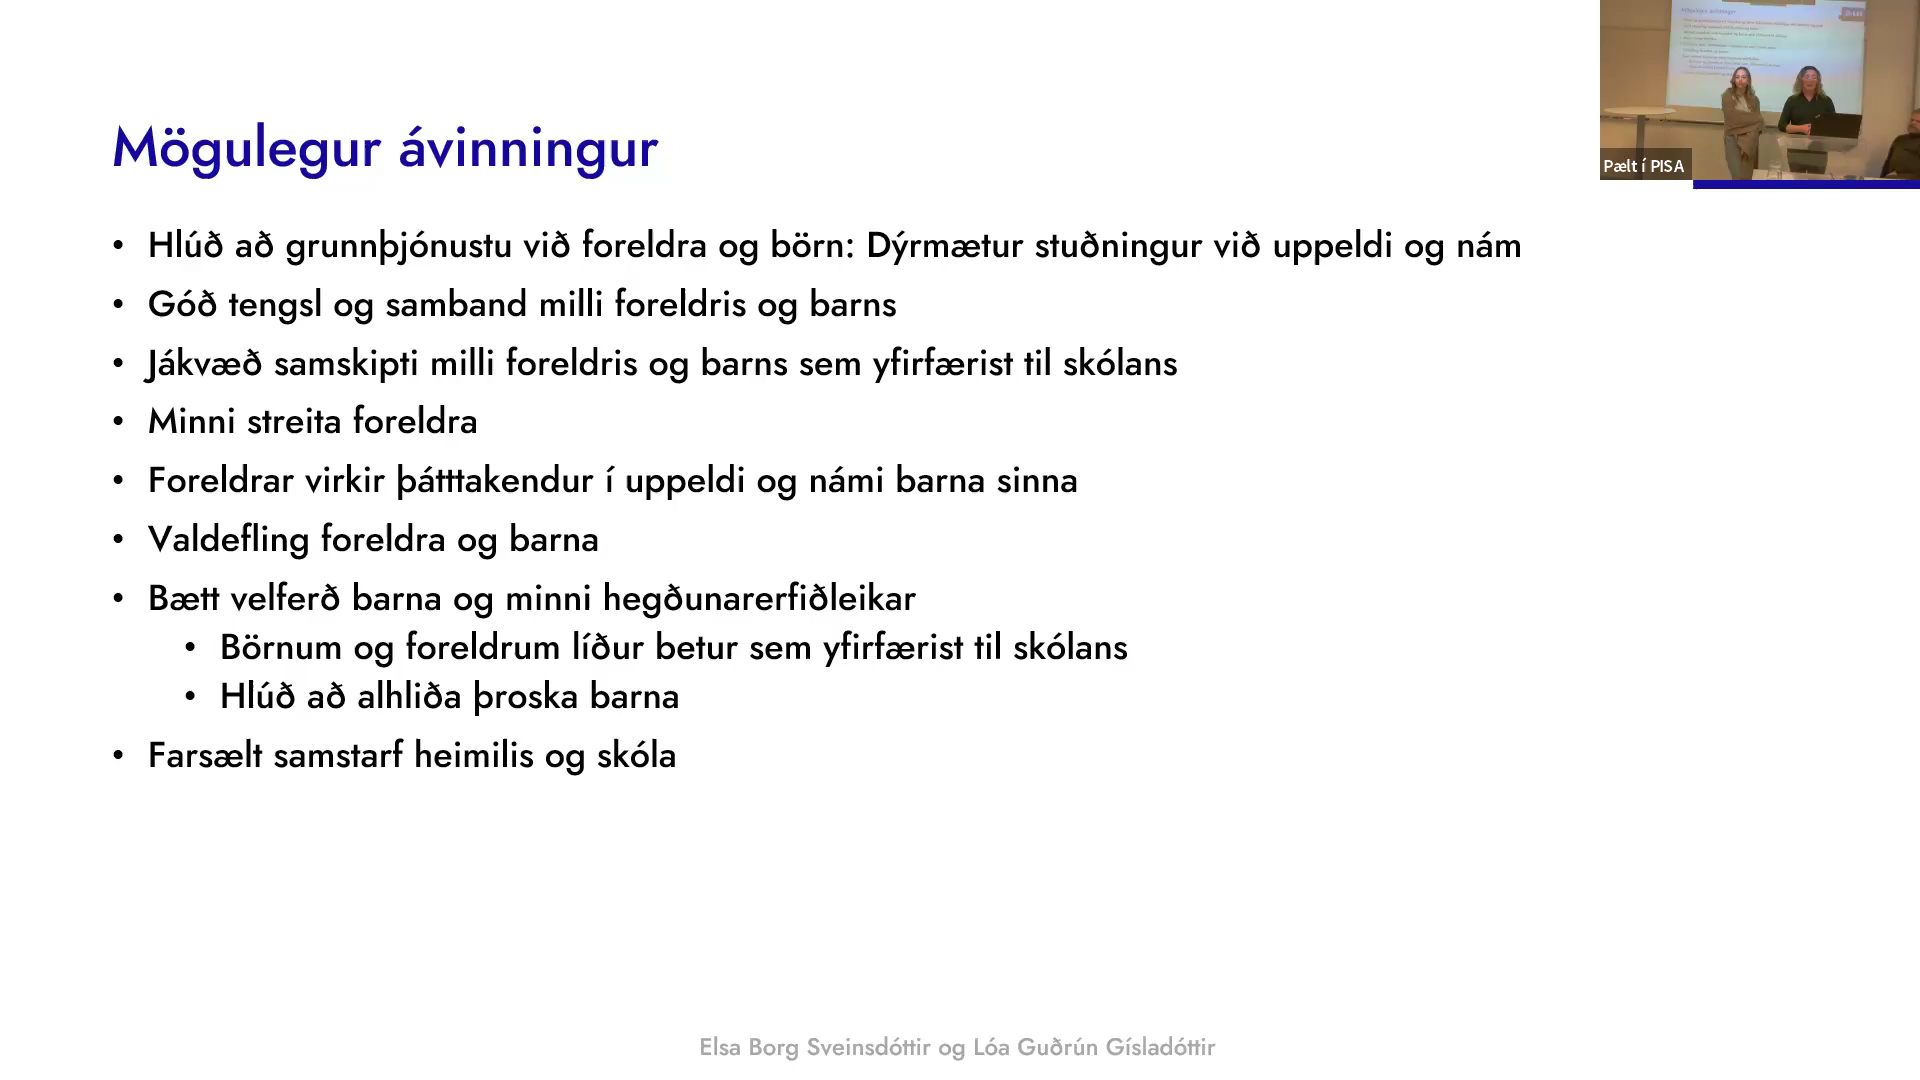 Mögulegur ávinningur
• Hlúð að grunnþjónustu við foreldra og börn: Dýrmætur stuðningur við uppeldi og nám
• Góð tengsl og samband milli foreldris og barns
• Jákvæð samskipti milli foreldris og barns sem yfirfærist til skólans
• Minni streita foreldra
• Foreldrar virkir þátttakendur í uppeldi og námi barna sinna
• Valdefling foreldra og barna
• Bætt velferð barna og minni hegðunarerfiðleikar
• Börnum og foreldrum líður betur sem yfirfærist til skólans
• Hlúð að alhliða þroska barna
• Farsælt samstarf heimilis og skóla
Elsa Borg Sveinsdóttir og Lóa Guðrún Gísladóttir
Pælt í PISA